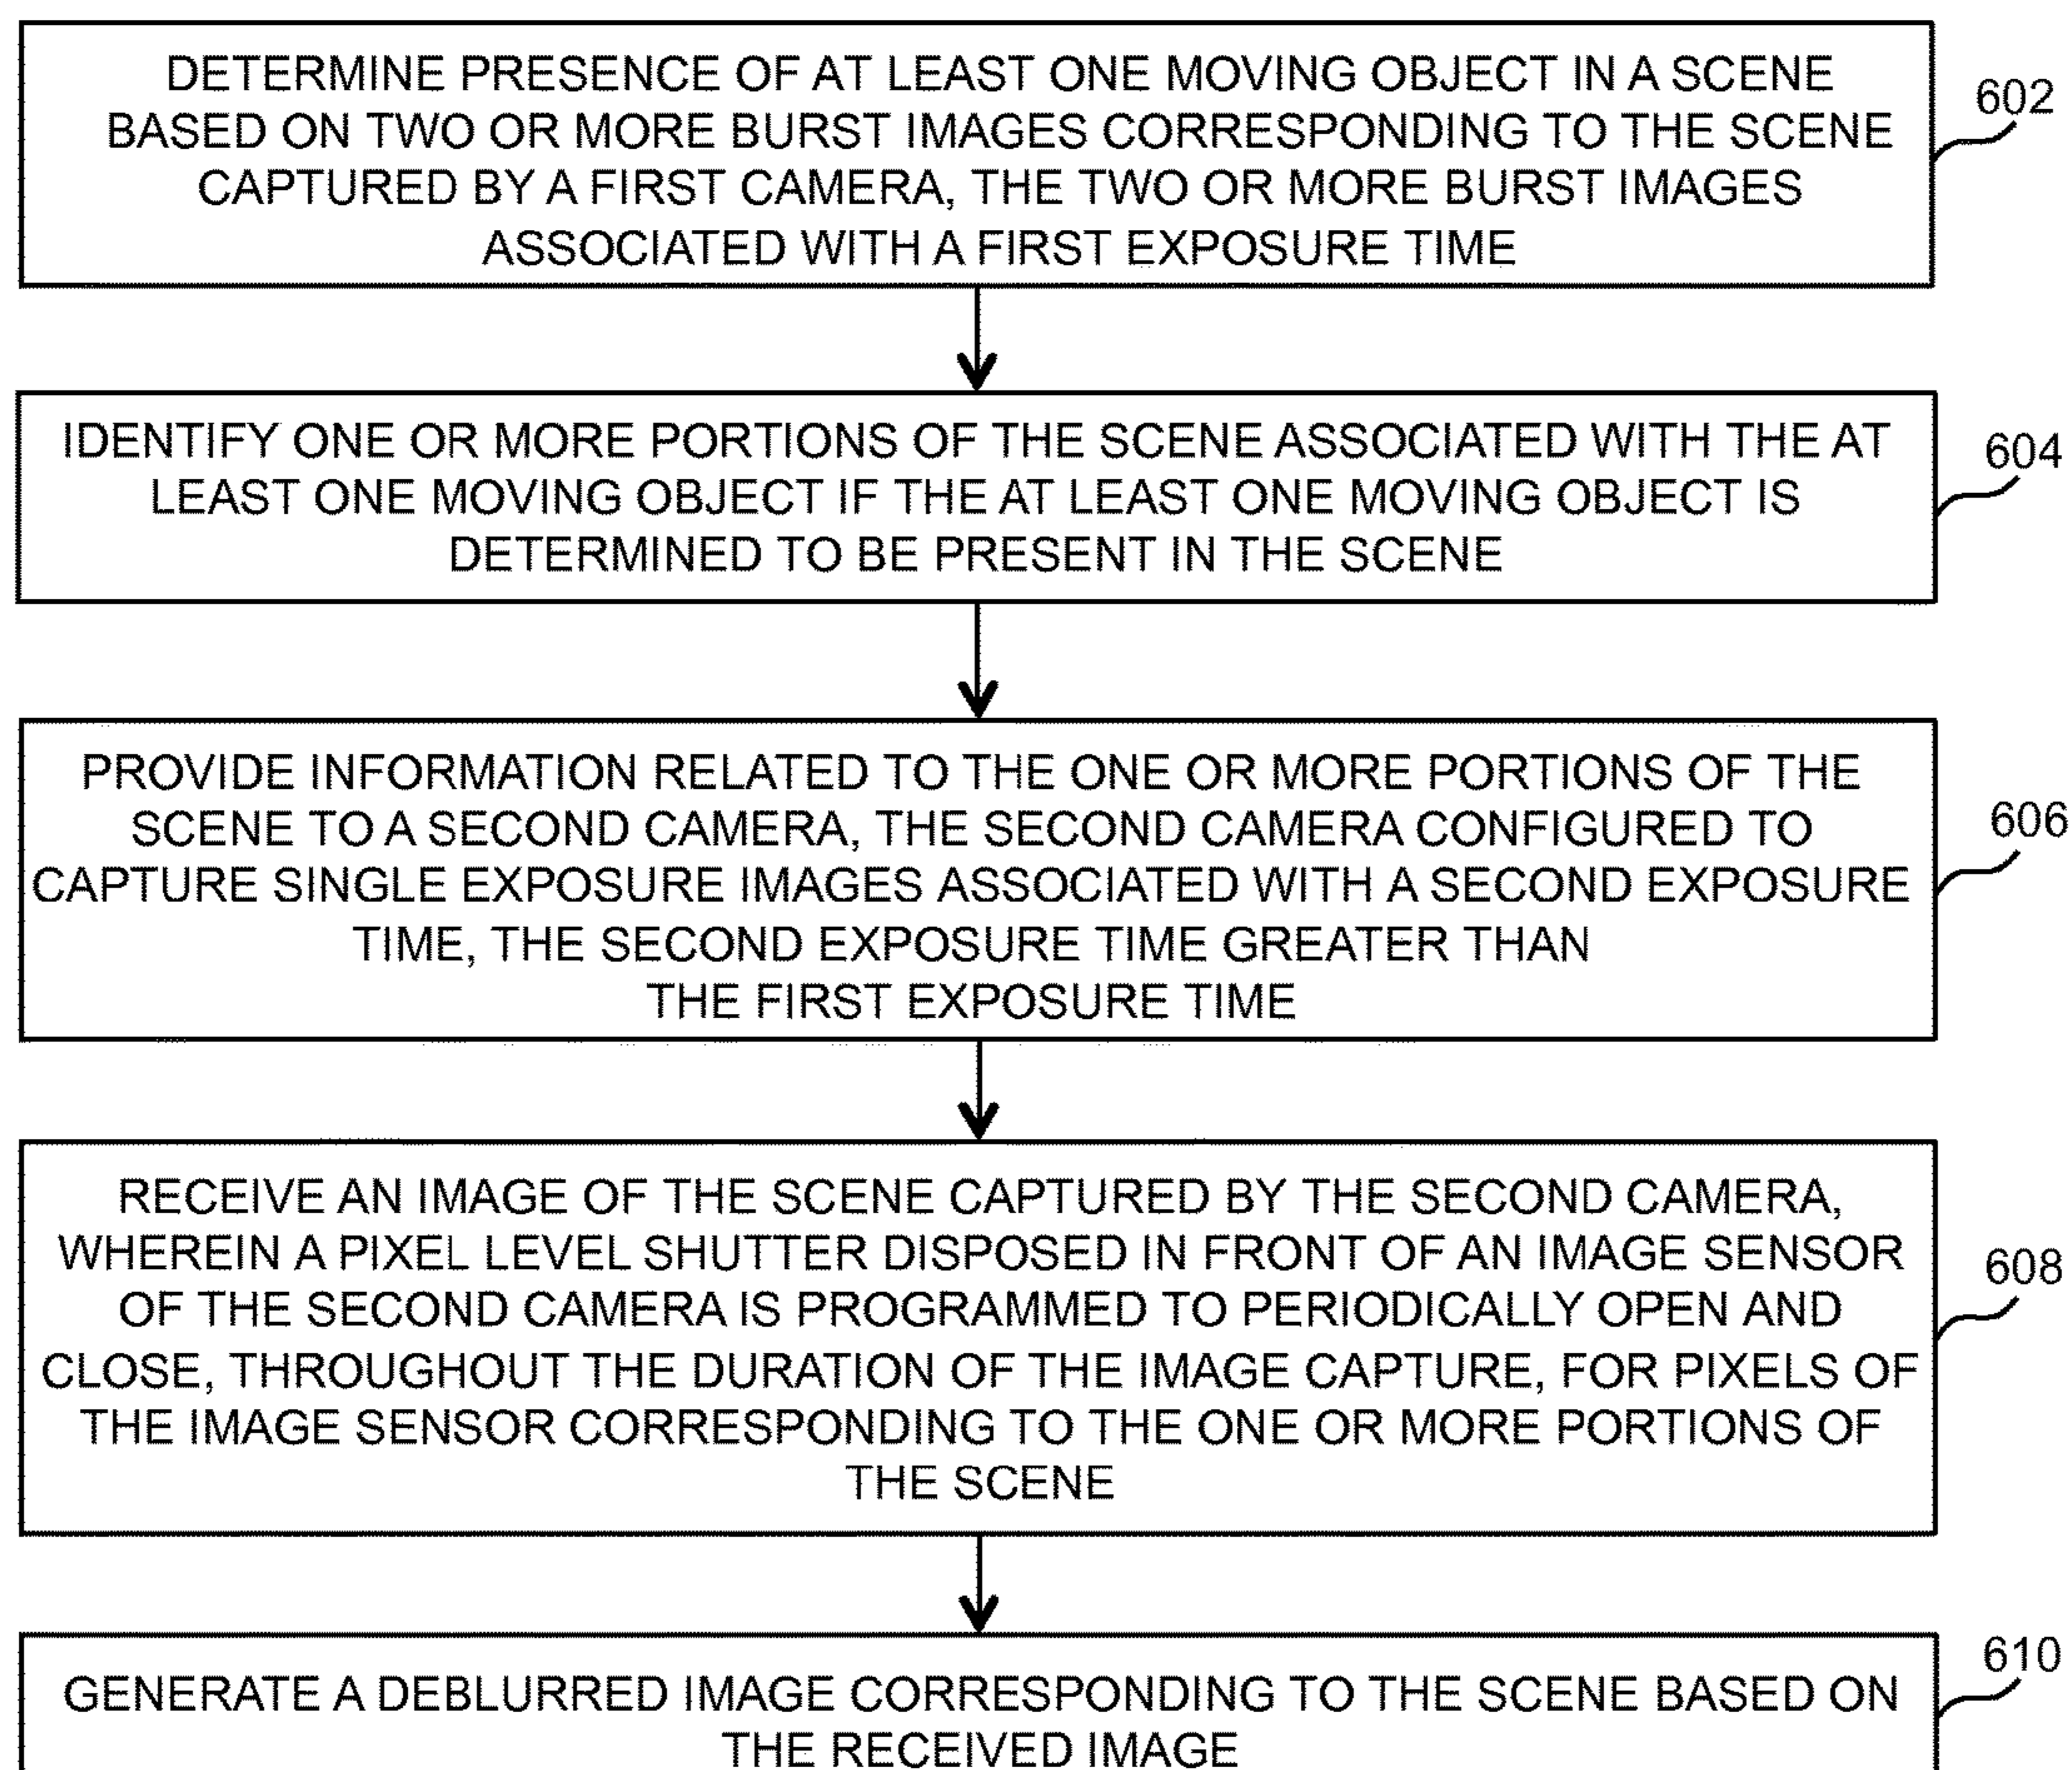 DETERMINE PRESENCE OF AT LEAST ONE MOVING OBJECT IN A SCENE
BASED ON TWO OR MORE BURST IMAGES CORRESPONDING TO THE SCENE
CAPTURED BY A FIRST CAMERA, THE TWO OR MORE BURST IMAGES
ASSOCIATED WITH A FIRST EXPOSURE TIME
602
IDENTIFY ONE OR MORE PORTIONS OF THE SCENE ASSOCIATED WITH THE AT
LEAST ONE MOVING OBJECT IF THE AT LEAST ONE MOVING OBJECT IS
DETERMINED TO BE PRESENT IN THE SCENE
604
PROVIDE INFORMATION RELATED TO THE ONE OR MORE PORTIONS OF THE
SCENE TO A SECOND CAMERA, THE SECOND CAMERA CONFIGURED TO
CAPTURE SINGLE EXPOSURE IMAGES ASSOCIATED WITH A SECOND EXPOSURE
TIME, THE SECOND EXPOSURE TIME GREATER THAN
THE FIRST EXPOSURE TIME
606
RECEIVE AN IMAGE OF THE SCENE CAPTURED BY THE SECOND CAMERA,
WHEREIN A PIXEL LEVEL SHUTTER DISPOSED IN FRONT OF AN IMAGE SENSOR
OF THE SECOND CAMERA IS PROGRAMMED TO PERIODICALLY OPEN AND
CLOSE, THROUGHOUT THE DURATION OF THE IMAGE CAPTURE, FOR PIXELS OF
THE IMAGE SENSOR CORRESPONDING TO THE ONE OR MORE PORTIONS OF
THE SCENE
608
GENERATE A DEBLURRED IMAGE CORRESPONDING TO THE SCENE BASED ON
THE RECEIVED IMAGE
610